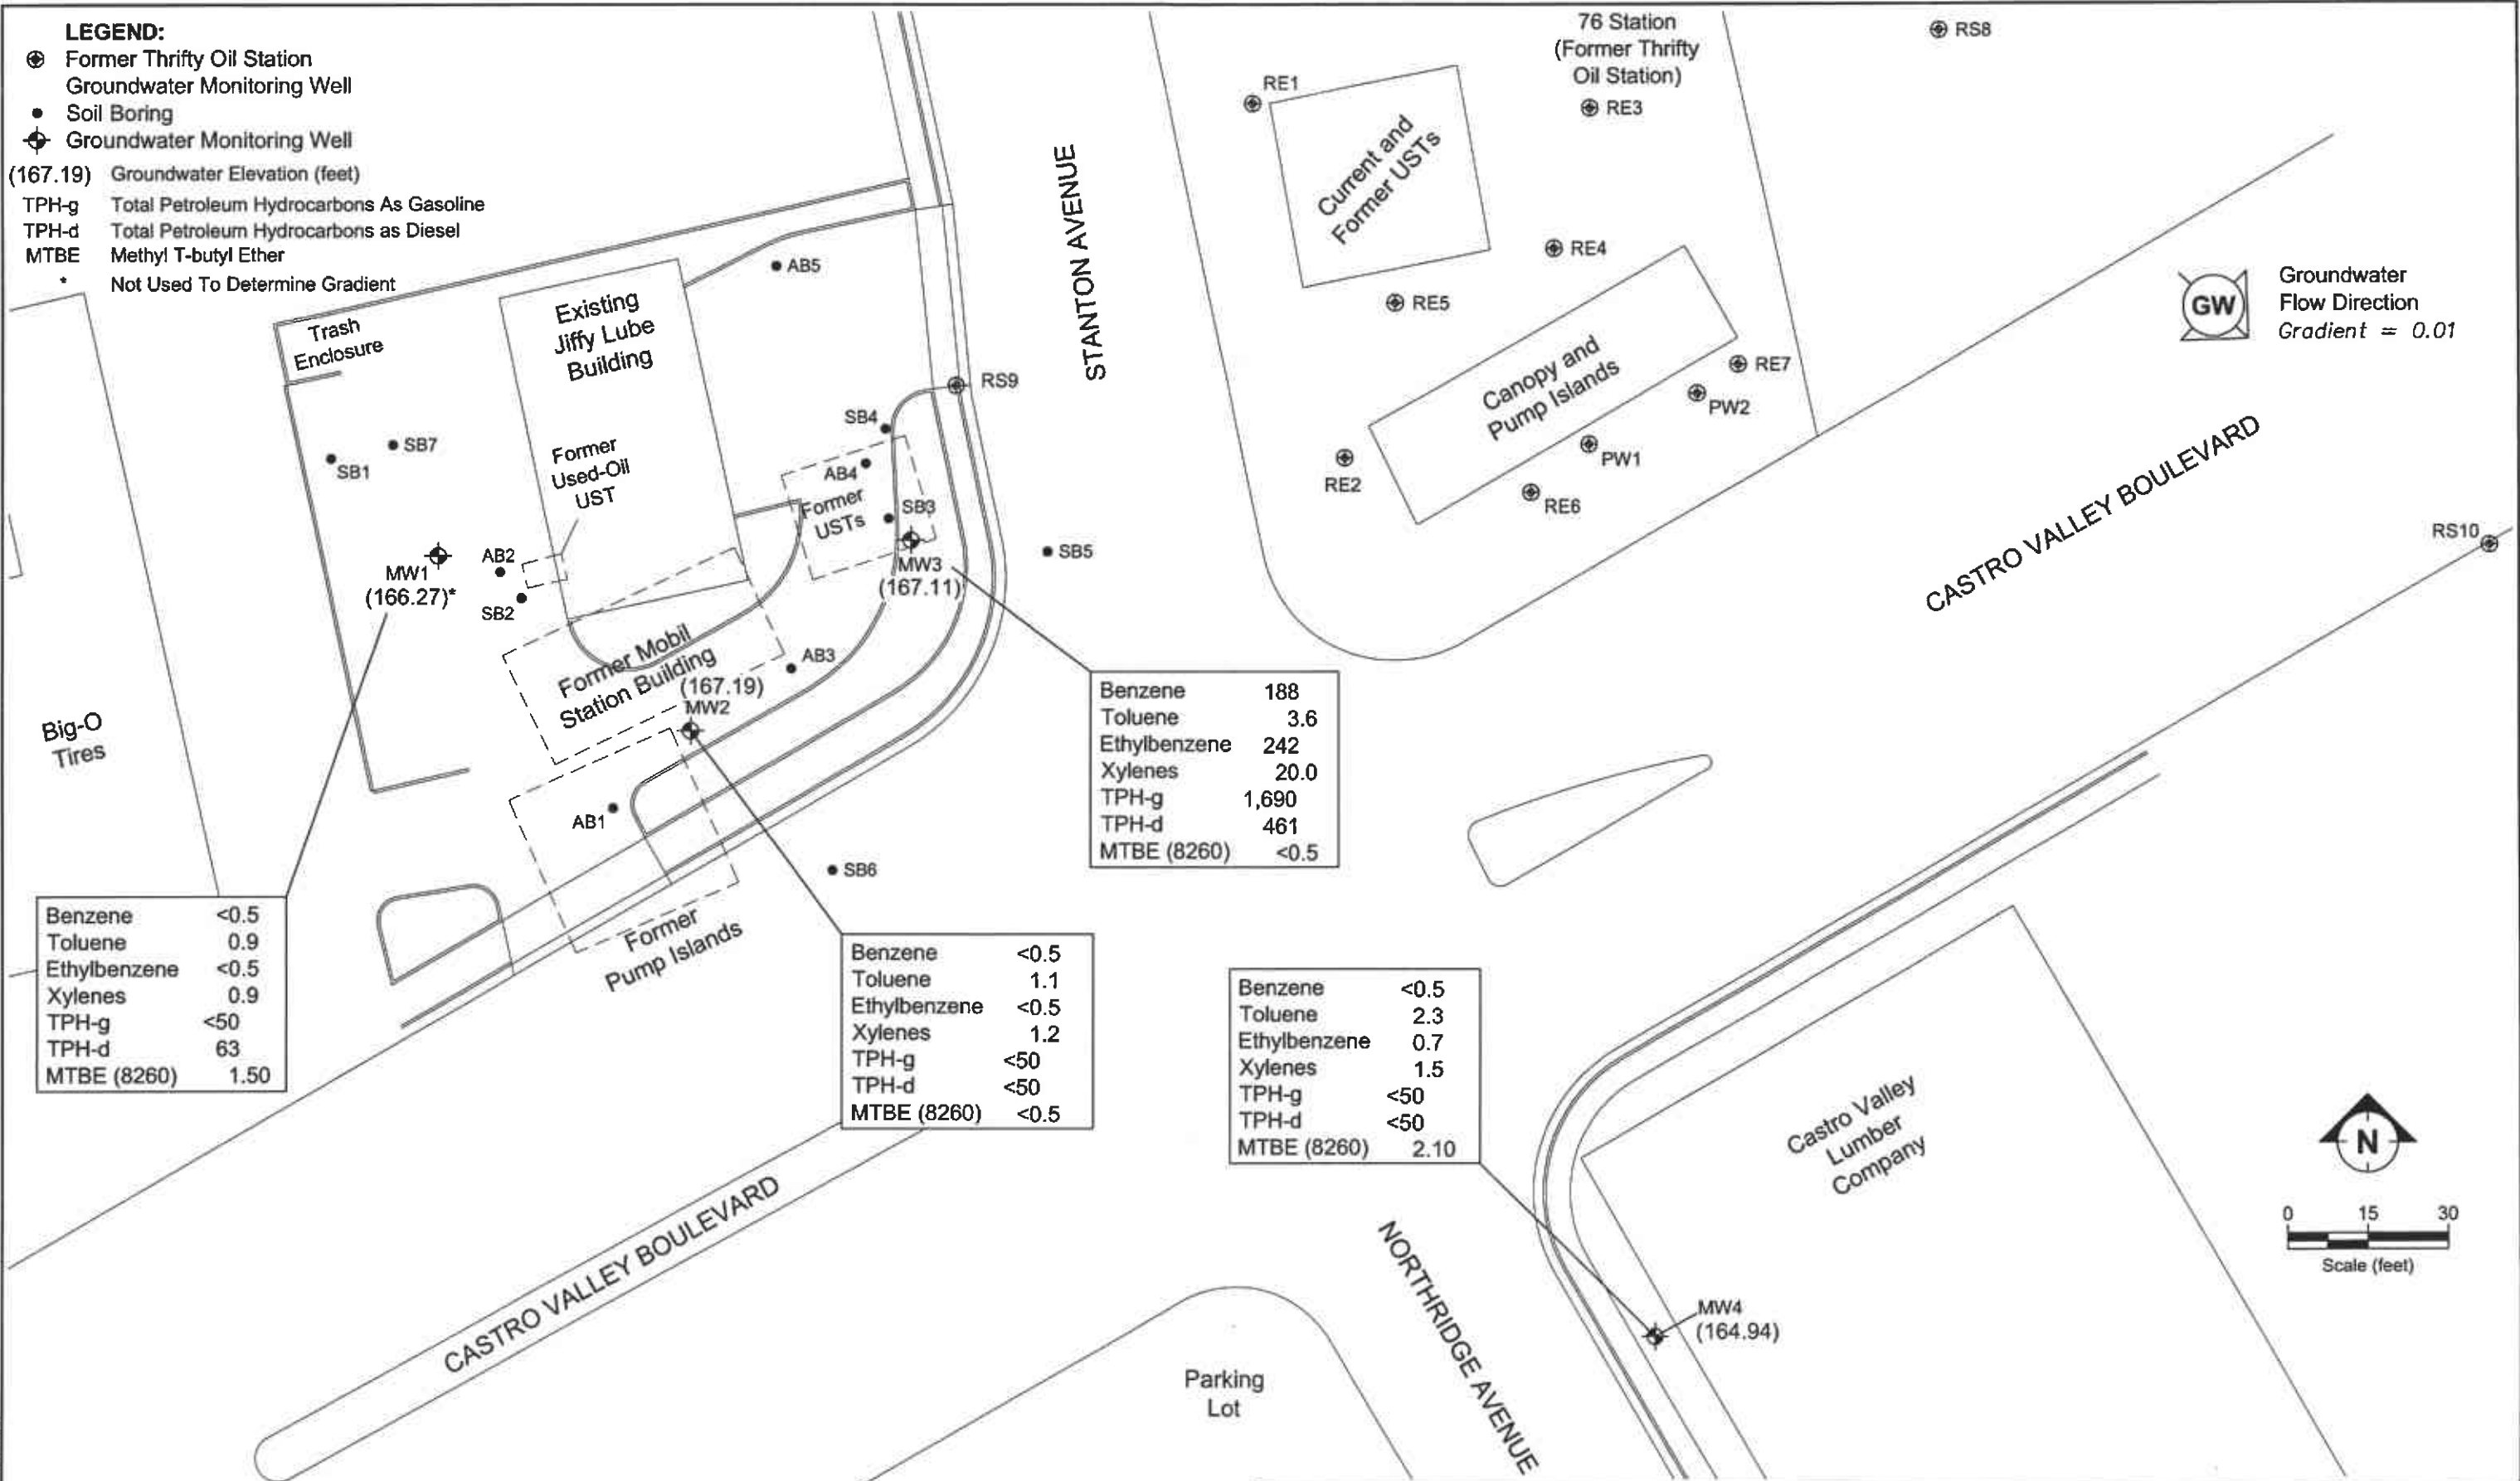 LEGEND:
Former Thrifty Oil Station
Groundwater Monitoring Well
Soil Boring
Groundwater Monitoring Well
(167.19) Groundwater Elevation (feet)
TPH-g Total Petroleum Hydrocarbons As Gasoline
TPH-d Total Petroleum Hydrocarbons as Diesel
MTBE Methyl T-butyl Ether
* Not Used To Determine Gradient
76 Station
(Former Thrifty
Oil Station)
RS8
RE1
RE3
Current and
Former USTs
RE4
RE5
STANTON AVENUE
GW
Groundwater
Flow Direction
Gradient = 0.01
AB5
Existing
Jiffy Lube
Building
Trash
Enclosure
RS9
Canopy and
Pump Islands
RE7
PW2
PW1
RE2
RE6
SB4
SB7
SB1
Former
Used-Oil
UST
AB4
Former
USTs
SB3
MW3
(167.11)
SB5
CASTRO VALLEY BOULEVARD
RS10
MW1
(166.27)*
AB2
SB2
Former Mobil
Station Building
AB3
(167.19)
MW2
Big-O
Tires
AB1
SB6
Former
Pump Islands
Benzene 188
Toluene 3.6
Ethylbenzene 242
Xylenes 20.0
TPH-g 1,690
TPH-d 461
MTBE (8260) <0.5
Benzene <0.5
Toluene 0.9
Ethylbenzene <0.5
Xylenes 0.9
TPH-g <50
TPH-d 63
MTBE (8260) 1.50
Benzene <0.5
Toluene 1.1
Ethylbenzene <0.5
Xylenes 1.2
TPH-g <50
TPH-d <50
MTBE (8260) <0.5
Benzene <0.5
Toluene 2.3
Ethylbenzene 0.7
Xylenes 1.5
TPH-g <50
TPH-d <50
MTBE (8260) 2.10
Castro Valley
Lumber
Company
N
0 15 30
Scale (feet)
CASTRO VALLEY BOULEVARD
NORTHRIDGE AVENUE
MW4
(164.94)
Parking
Lot